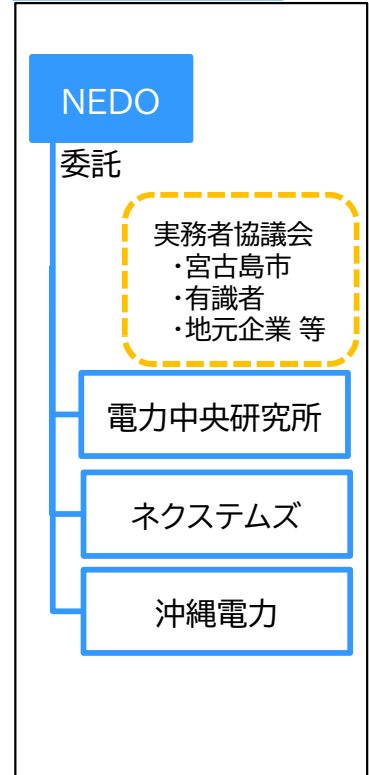 NEDO
委託
実務者協議会
・宮古島市
・有識者
・地元企業 等
電力中央研究所
ネクステムズ
沖縄電力